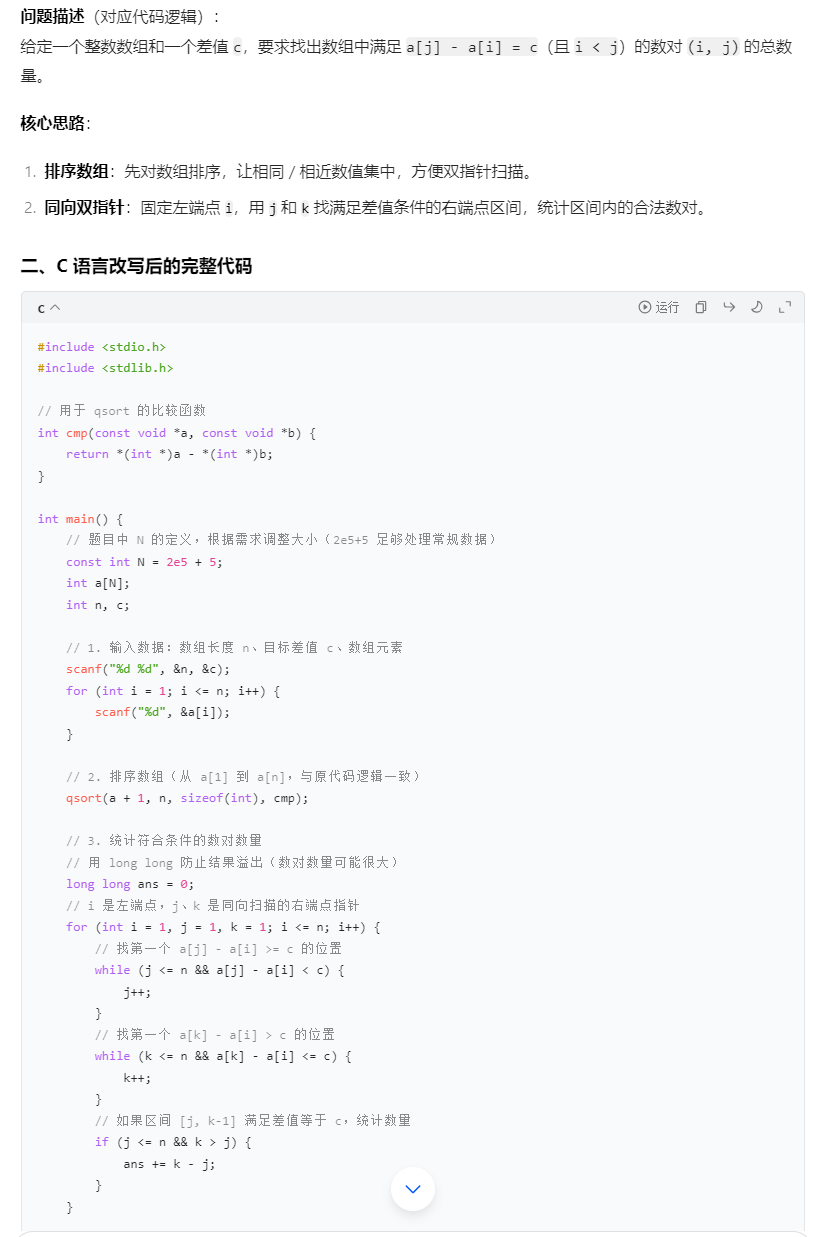 问题描述（对应代码逻辑）：
给定一个整数数组和一个差值 c，要求找出数组中满足 a[j] - a[i] = c（且 i < j）的数对 (i, j) 的总数
量。
核心思路：
1. 排序数组：先对数组排序，让相同 / 相近数值集中，方便双指针扫描。
2. 同向双指针：固定左端点 i，用 j 和 k 找满足差值条件的右端点区间，统计区间内的合法数对。
二、C 语言改写后的完整代码
C 运行
#include <stdio.h>
#include <stdlib.h>
// 用于 qsort 的比较函数
int cmp(const void *a, const void *b) {
    return *(int *)a - *(int *)b;
}
int main() {
    // 题目中 N 的定义，根据需求调整大小（2e5+5 足够处理常规数据）
    const int N = 2e5 + 5;
    int a[N];
    int n, c;
    // 1. 输入数据：数组长度 n、目标差值 c、数组元素
    scanf("%d %d", &n, &c);
    for (int i = 1; i <= n; i++) {
        scanf("%d", &a[i]);
    }
    // 2. 排序数组（从 a[1] 到 a[n]，与原代码逻辑一致）
    qsort(a + 1, n, sizeof(int), cmp);
    // 3. 统计符合条件的数对数量
    // 用 long long 防止结果溢出（数对数量可能很大）
    long long ans = 0;
    // i 是左端点，j、k 是同向扫描的右端点指针
    for (int i = 1, j = 1, k = 1; i <= n; i++) {
        // 找第一个 a[j] - a[i] >= c 的位置
        while (j <= n && a[j] - a[i] < c) {
            j++;
        }
        // 找第一个 a[k] - a[i] > c 的位置
        while (k <= n && a[k] - a[i] <= c) {
            k++;
        }
        // 如果区间 [j, k-1] 满足差值等于 c，统计数量
        if (j <= n && k > j) {
            ans += k - j;
        }
    }